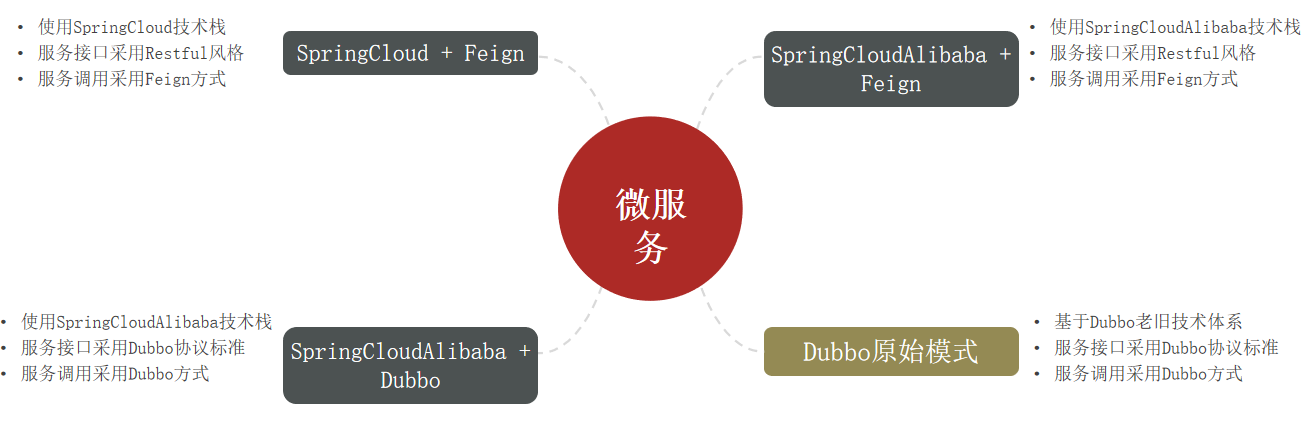 • 使用SpringCloud技术栈
• 服务接口采用Restful风格
• 服务调用采用Feign方式
SpringCloud + Feign
SpringCloudAlibaba +
Feign
• 使用SpringCloudAlibaba技术栈
• 服务接口采用Restful风格
• 服务调用采用Feign方式
微服
务
• 使用SpringCloudAlibaba技术栈
• 服务接口采用Dubbo协议标准
• 服务调用采用Dubbo方式
SpringCloudAlibaba +
Dubbo
Dubbo原始模式
• 基于Dubbo老旧技术体系
• 服务接口采用Dubbo协议标准
• 服务调用采用Dubbo方式